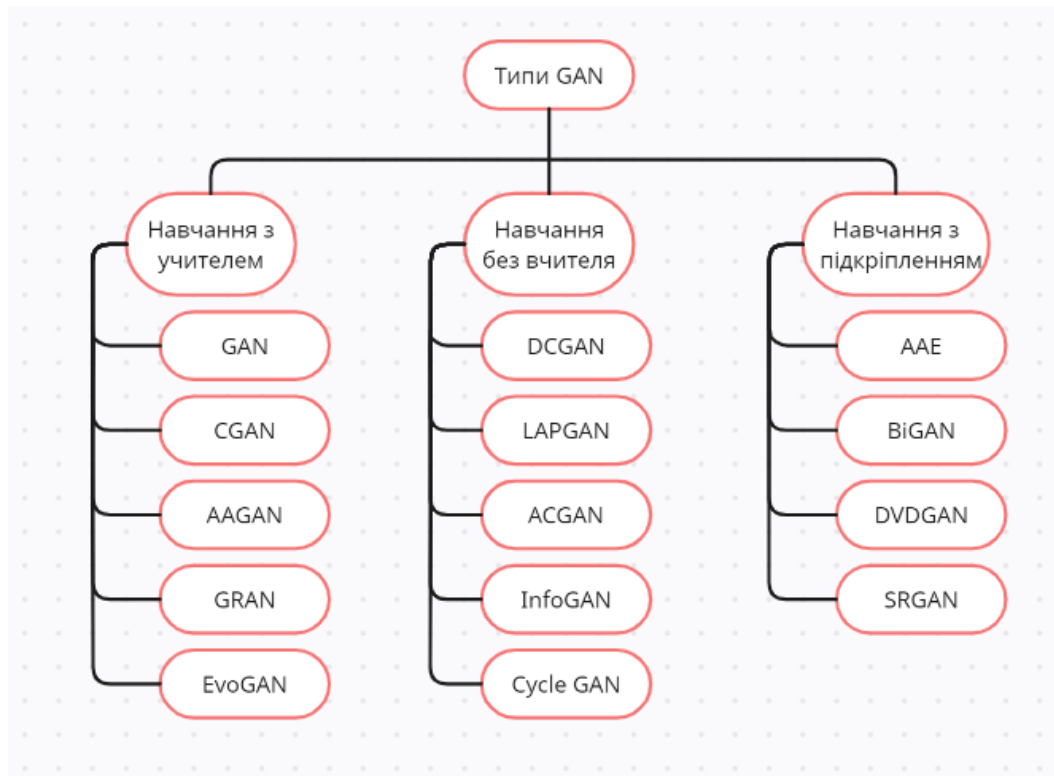 Типи GAN
Навчання з
учителем
GAN
CGAN
AAGAN
GRAN
EvoGAN
Навчання
без вчителя
DCGAN
LAPGAN
ACGAN
InfoGAN
Cycle GAN
Навчання з
підкріпленням
AAE
BiGAN
DVDGAN
SRGAN